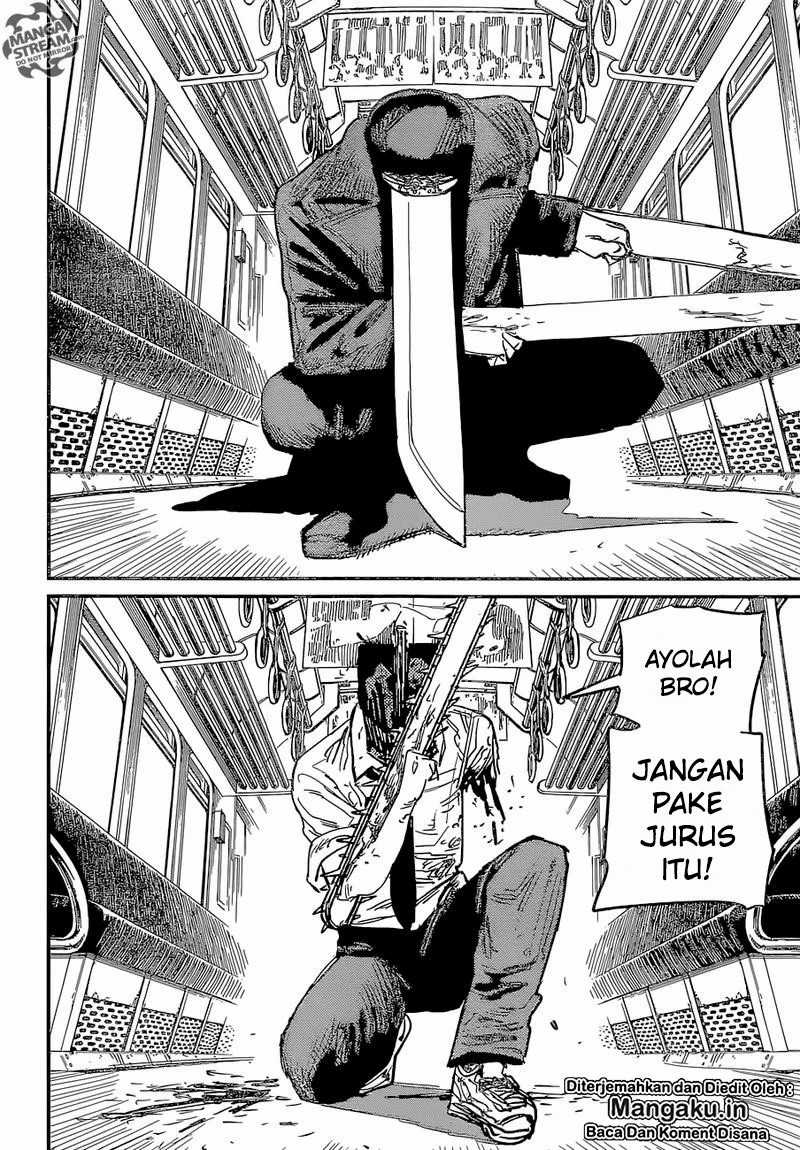 MANGA
STREAM.com
DO NOT MIRROR!
AYOLAH
BRO!
JANGAN
PAKE
JURUS
ITU!
Diterjemahkan dan Diedit Oleh :
Mangaku.in
Baca Dan Koment Disana